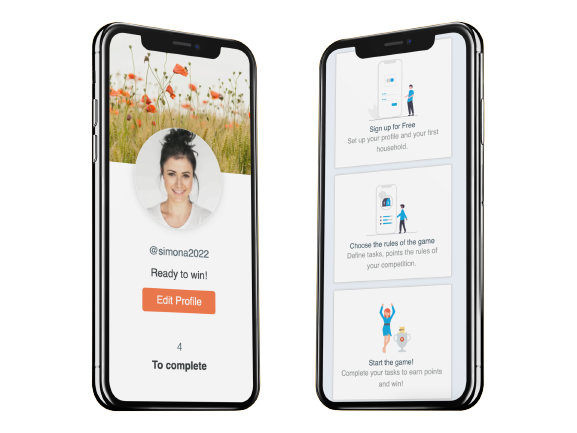 @simona2022
Ready to win!
Edit Profile
4
To complete
Sign up for Free
Set up your profile and your first
household.
Choose the rules of the game
Define tasks, points the rules of
your competition.
Start the game!
Complete your tasks to earn points
and win!